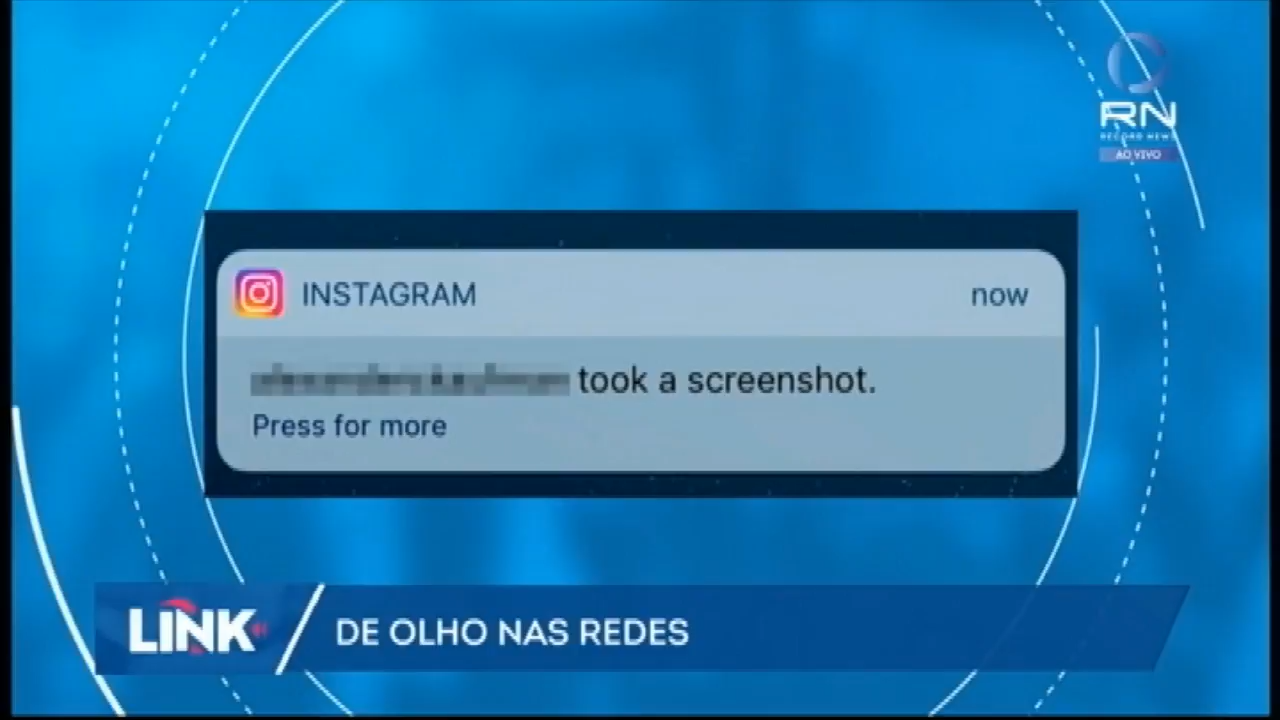 RN
RECORD NEWS
AO VIVO
INSTAGRAM
now
took a screenshot.
Press for more
LINK
DE OLHO NAS REDES